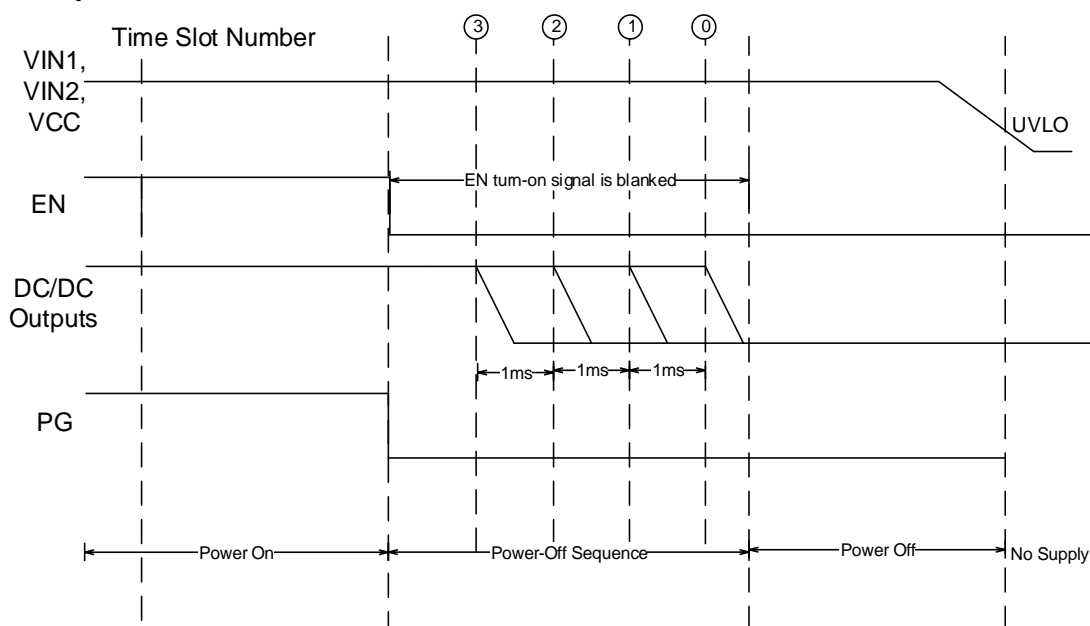 Time Slot Number
3
2
1
0
VIN1,
VIN2,
VCC
UVLO
EN turn-on signal is blanked
EN
DC/DC
Outputs
1ms
1ms
1ms
PG
Power On
Power-Off Sequence
Power Off
No Supply